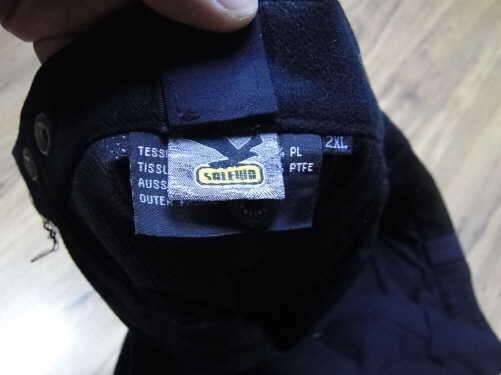 2XL
TESS PL
TISSU PTFE
AUSS
OUTER
SALEWA